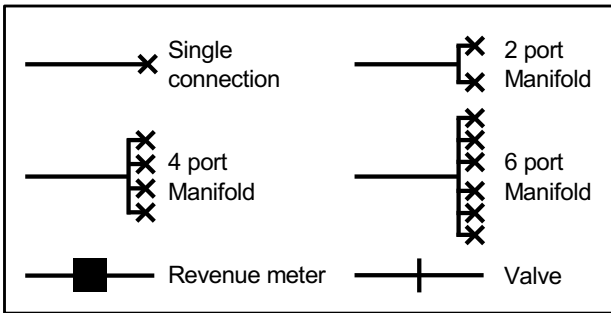 Single
connection
2 port
Manifold
4 port
Manifold
6 port
Manifold
Revenue meter
Valve